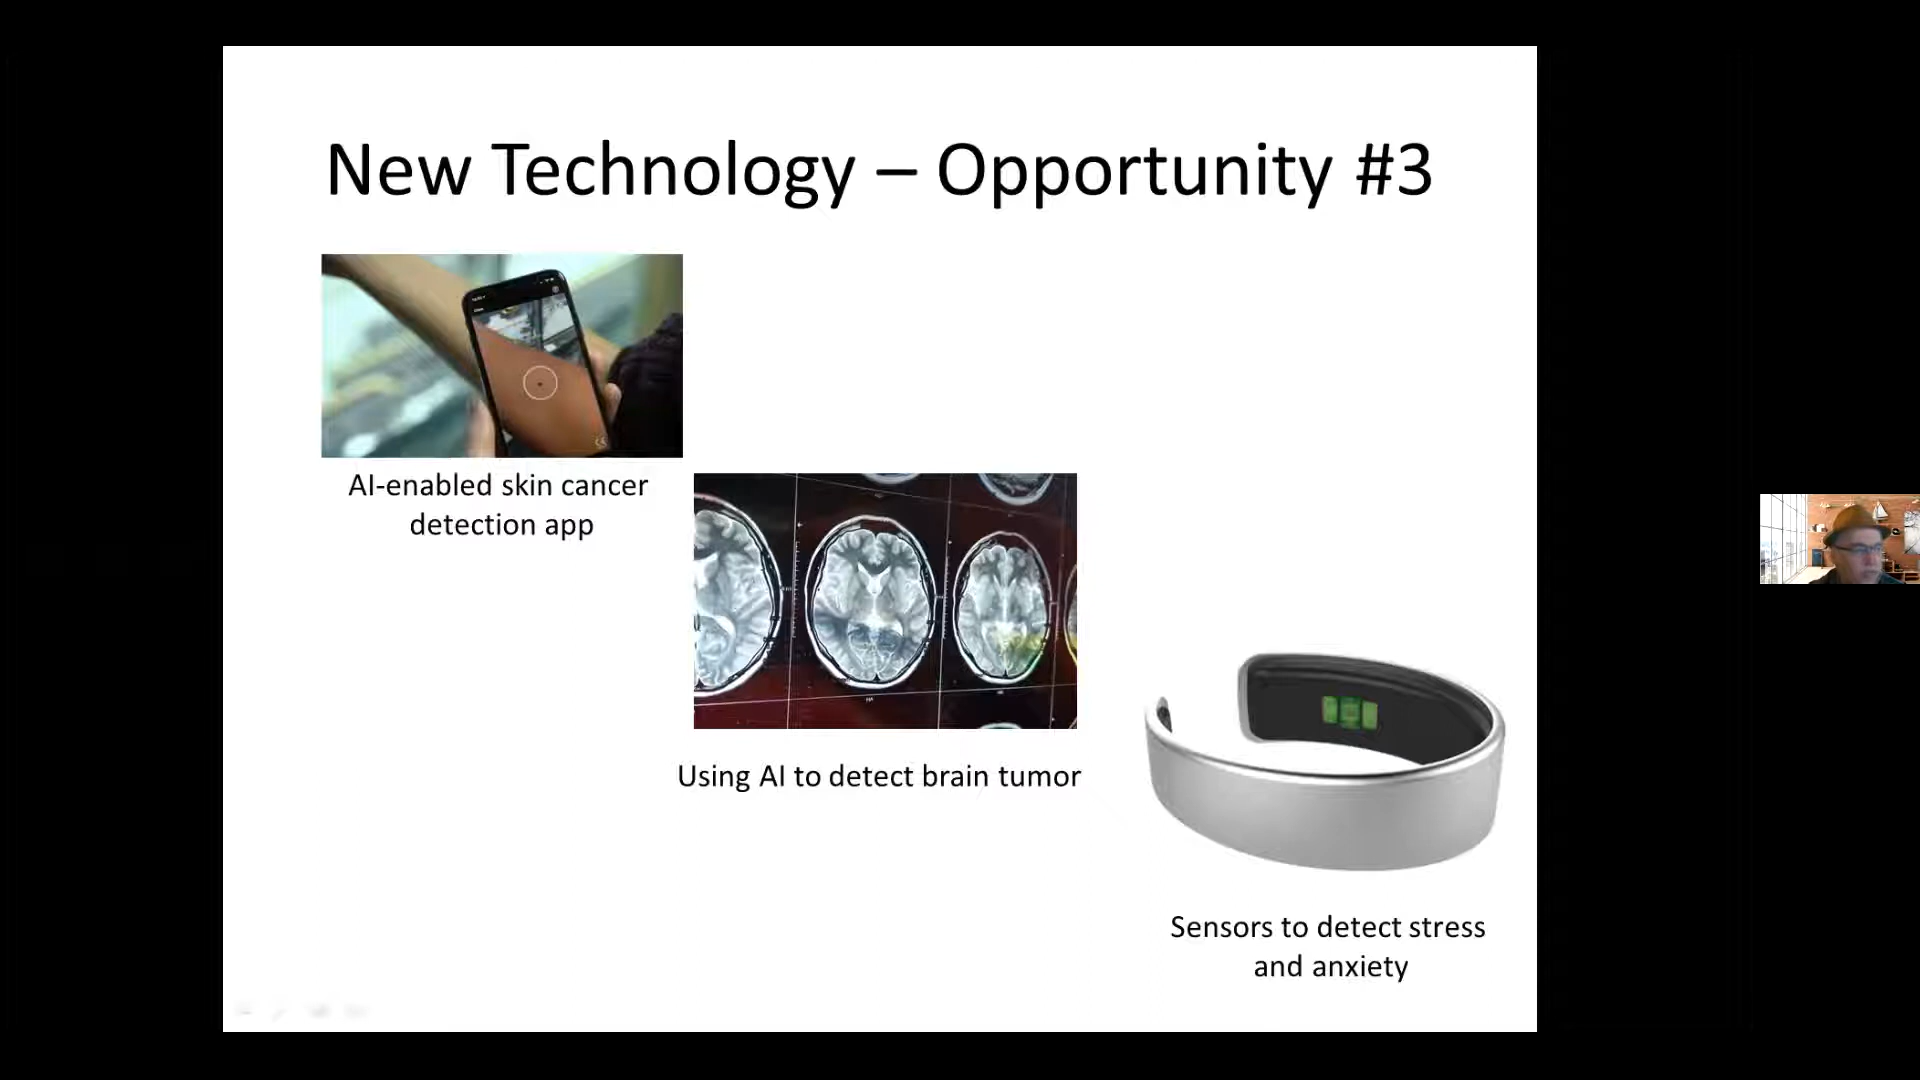 New Technology – Opportunity #3
AI-enabled skin cancer
detection app
Using AI to detect brain tumor
Sensors to detect stress
and anxiety